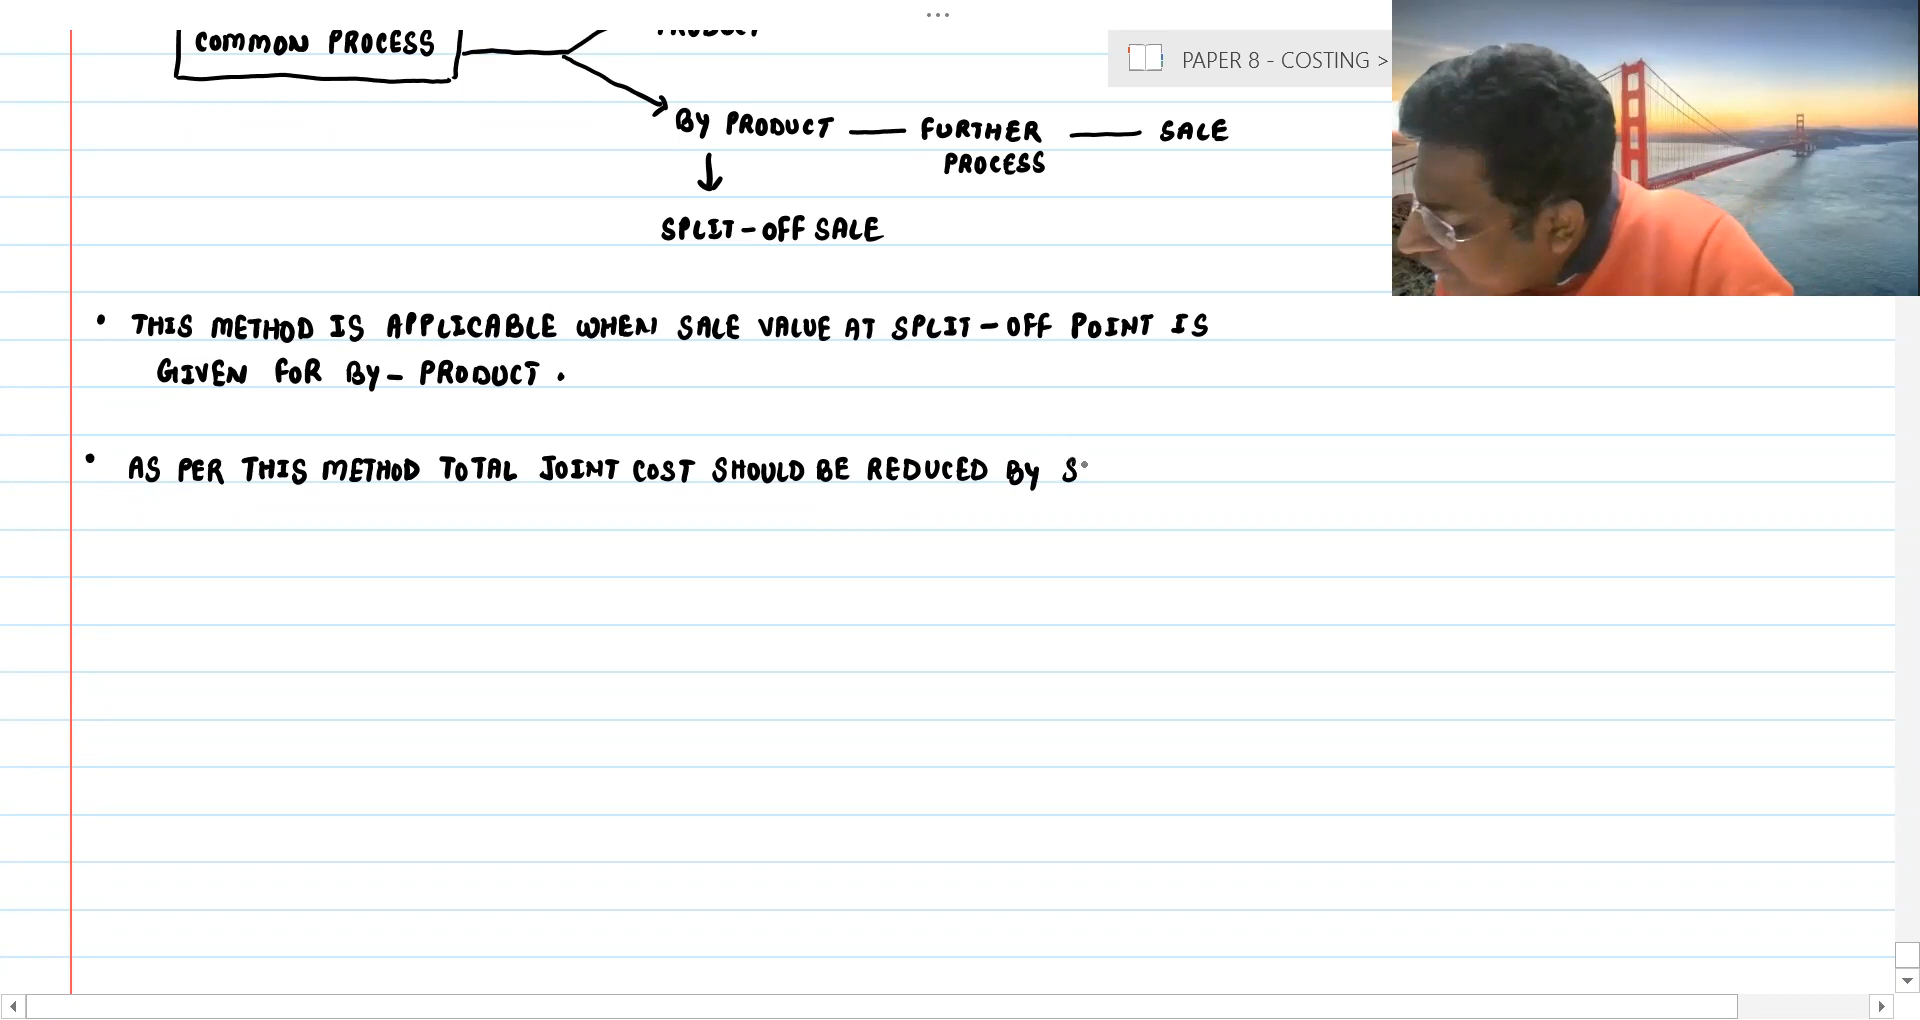 COMMON PROCESS
PRODUCT
PAPER 8 - COSTING >
BY PRODUCT — FURTHER PROCESS — SALE
SPLIT-OFF SALE
• THIS METHOD IS APPLICABLE WHEN SALE VALUE AT SPLIT-OFF POINT IS
GIVEN FOR BY-PRODUCT.
• AS PER THIS METHOD TOTAL JOINT COST SHOULD BE REDUCED BY S